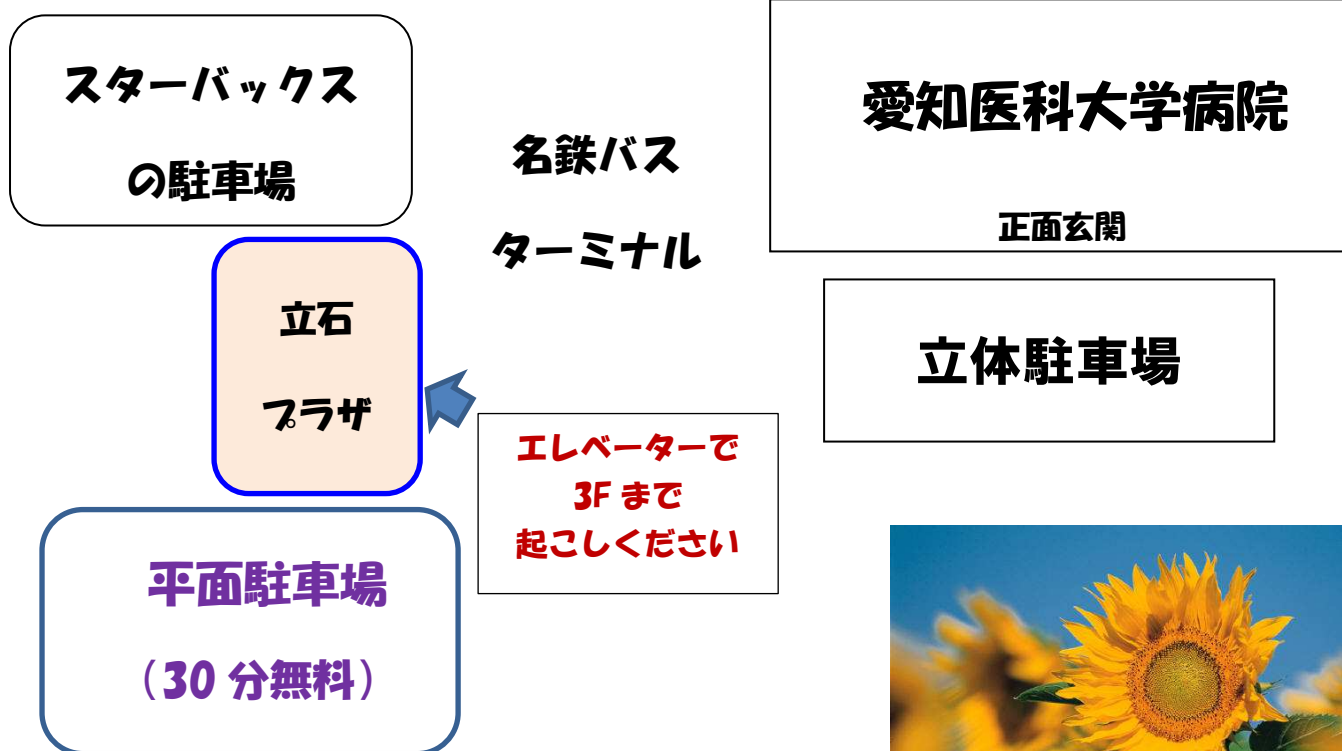 スターバックス
の駐車場
名鉄バス
ターミナル
愛知医科大学病院
正面玄関
立石
プラザ
立体駐車場
エレベーターで
3F まで
起こしください
平面駐車場
（30 分無料）